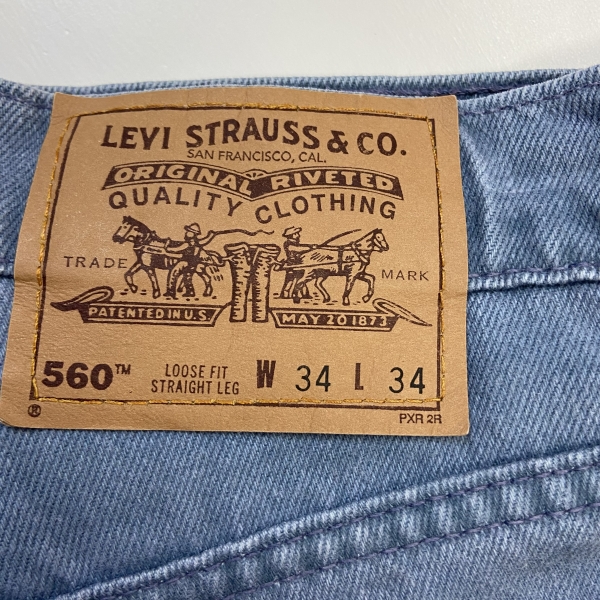 LEVI STRAUSS & CO.
SAN FRANCISCO, CAL.
ORIGINAL RIVETED
QUALITY CLOTHING
TRADE MARK
PATENTED IN U.S. MAY 20 1873
560™ LOOSE FIT STRAIGHT LEG W 34 L 34
® PXR 2R